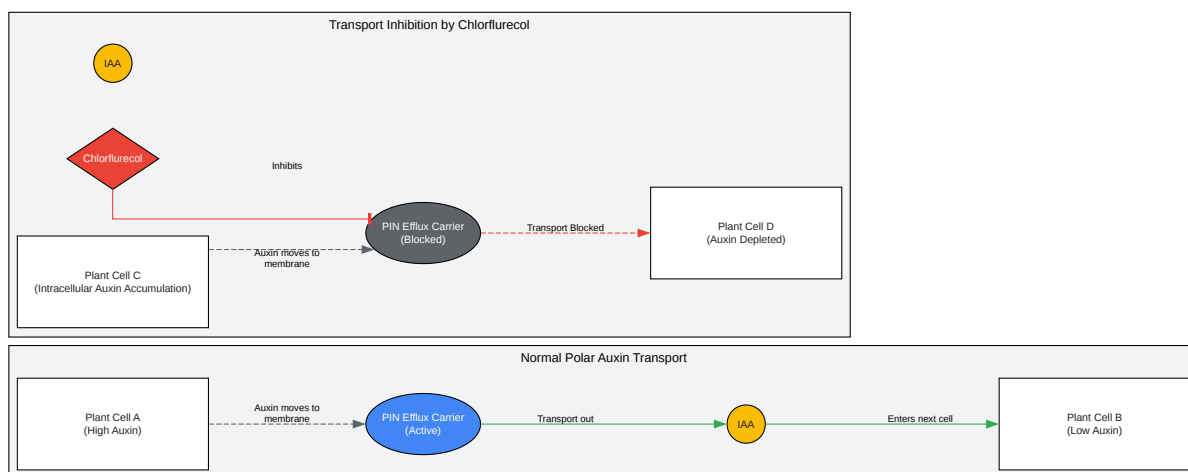 Transport Inhibition by Chlorflurecol
IAA
Chlorflurecol
Inhibits
PIN Efflux Carrier
(Blocked)
Transport Blocked
Plant Cell D
(Auxin Depleted)
Auxin moves to
membrane
Plant Cell C
(Intracellular Auxin Accumulation)
Normal Polar Auxin Transport
Plant Cell A
(High Auxin)
Auxin moves to
membrane
PIN Efflux Carrier
(Active)
Transport out
IAA
Enters next cell
Plant Cell B
(Low Auxin)